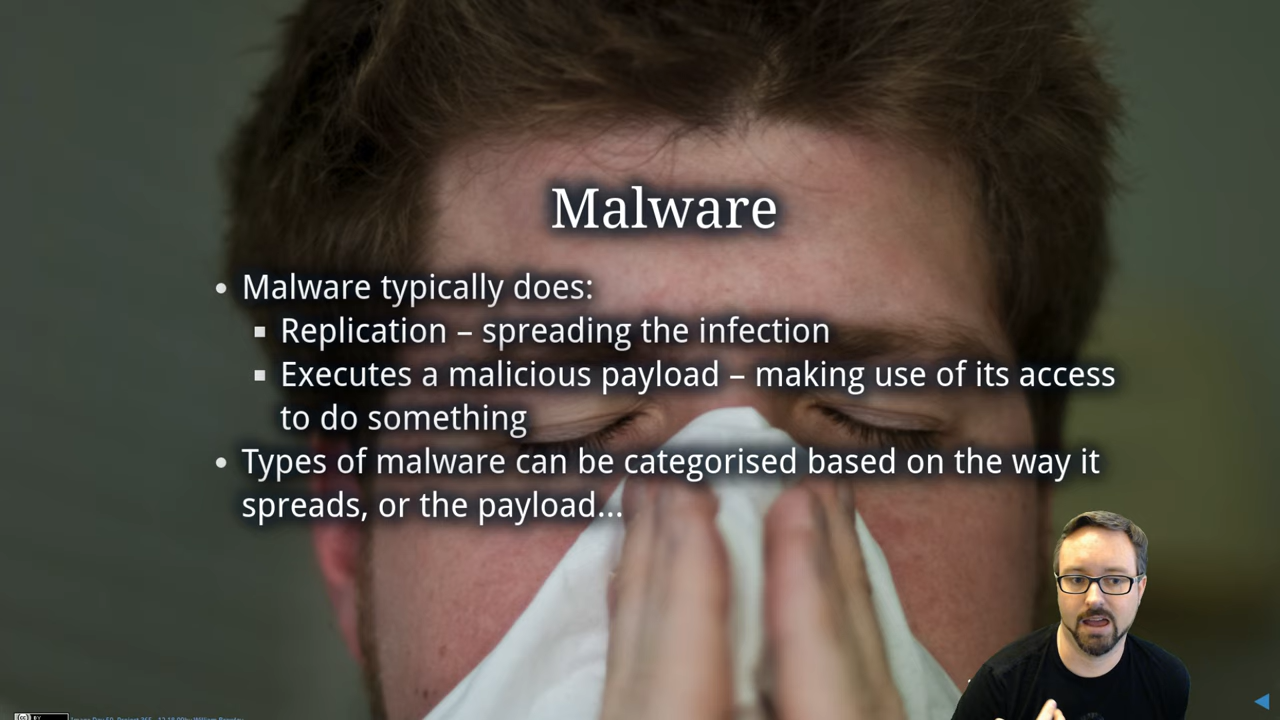 Malware
• Malware typically does:
▪ Replication – spreading the infection
▪ Executes a malicious payload – making use of its access
to do something
• Types of malware can be categorised based on the way it
spreads, or the payload...